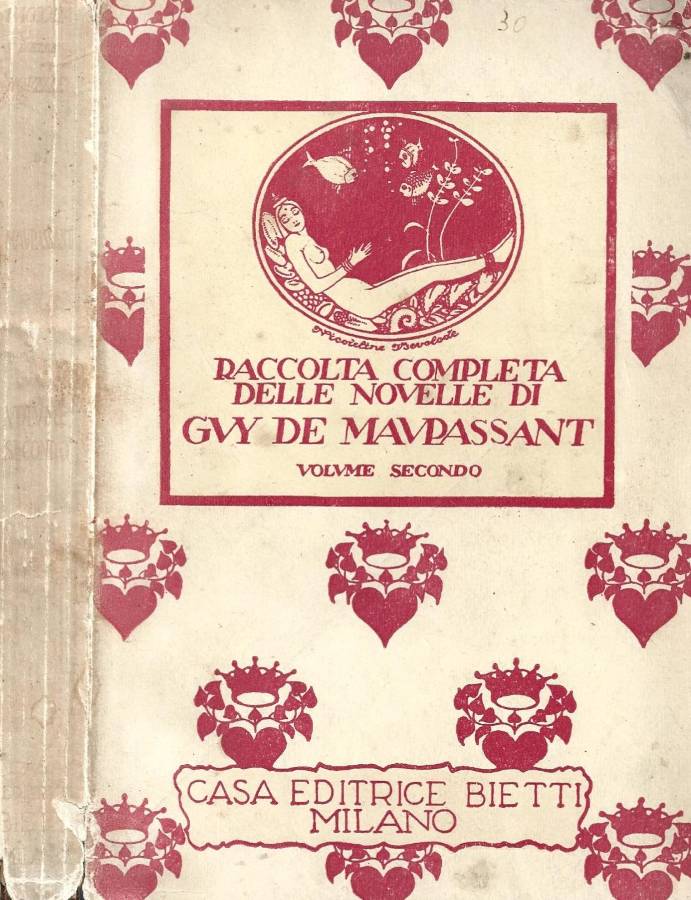 30
RACCOLTA COMPLETA
DELLE NOVELLE DI
GVY DE MAVPASSANT
VOLVME SECONDO
CASA EDITRICE BIETTI
MILANO